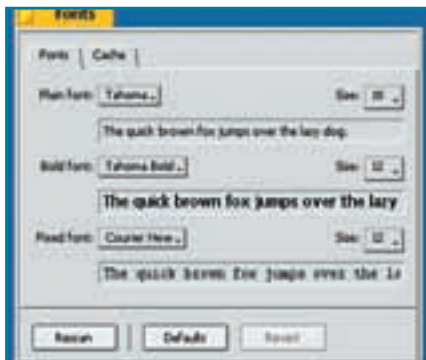 Fonts
Fonts Cache
Plain font: Tahoma Size: 10
The quick brown fox jumps over the lazy dog.
Bold font: Tahoma Bold Size: 12
The quick brown fox jumps over the lazy
Fixed font: Courier New Size: 12
The quick brown fox jumps over the la
Rescan Defaults Revert